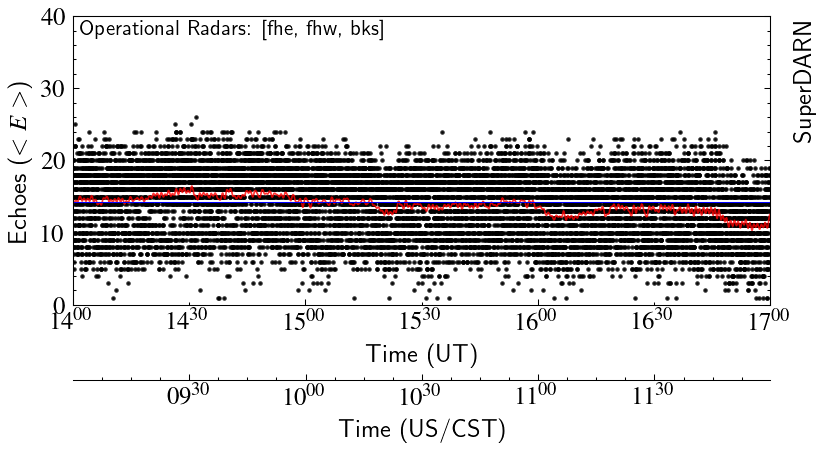 Operational Radars: [fhe, fhw, bks]
SuperDARN
Echoes (< E >)
40
30
20
10
0
14^00 14^30 15^00 15^30 16^00 16^30 17^00
Time (UT)
09^30 10^00 10^30 11^00 11^30
Time (US/CST)